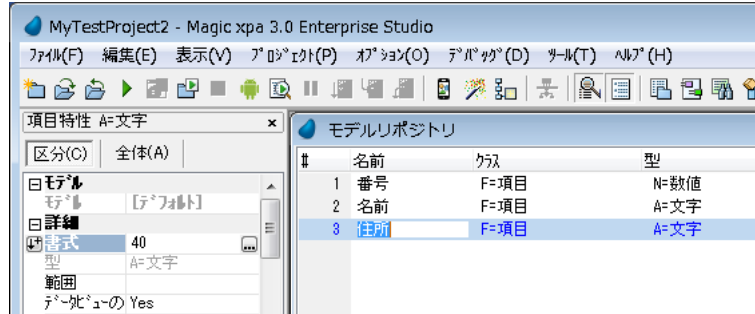 MyTestProject2 - Magic xpa 3.0 Enterprise Studio
ﾌｧｲﾙ(F) 編集(E) 表示(V) ﾌﾟﾛｼﾞｪｸﾄ(P) ｵﾌﾟｼｮﾝ(O) ﾃﾞﾊﾞｯｸﾞ(D) ﾂｰﾙ(T) ﾍﾙﾌﾟ(H)
項目特性 A=文字 x
区分(C) 全体(A)
ﾓﾃﾞﾙ
ﾓﾃﾞﾙ [ﾃﾞﾌｫﾙﾄ]
詳細
書式 40 ...
型 A=文字
範囲
ﾃﾞｰﾀﾋﾞｭｰの Yes
モデルリポジトリ
# 名前 ｸﾗｽ 型
1 番号 F=項目 N=数値
2 名前 F=項目 A=文字
3 住所 F=項目 A=文字